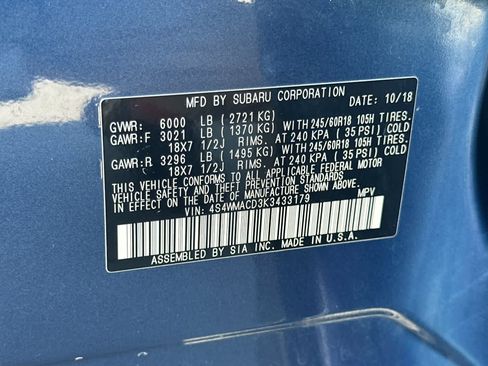 MFD BY SUBARU CORPORATION DATE: 10/18
GVWR: 6000 LB (2721 KG)
GAWR:F 3021 LB (1370 KG) WITH 245/60R18 105H TIRES.
18X7 1/2J RIMS. AT 240 KPA (35 PSI) COLD
GAWR:R 3296 LB (1495 KG) WITH 245/60R18 105H TIRES.
18X7 1/2J RIMS. AT 240 KPA (35 PSI) COLD
THIS VEHICLE CONFORMS TO ALL APPLICABLE FEDERAL MOTOR
VEHICLE SAFETY AND THEFT PREVENTION STANDARDS
IN EFFECT ON THE DATE OF MANUFACTURE SHOWN ABOVE.
VIN: 4S4WMACD3K3433179 MPV
ASSEMBLED BY SIA INC. MADE IN U.S.A.